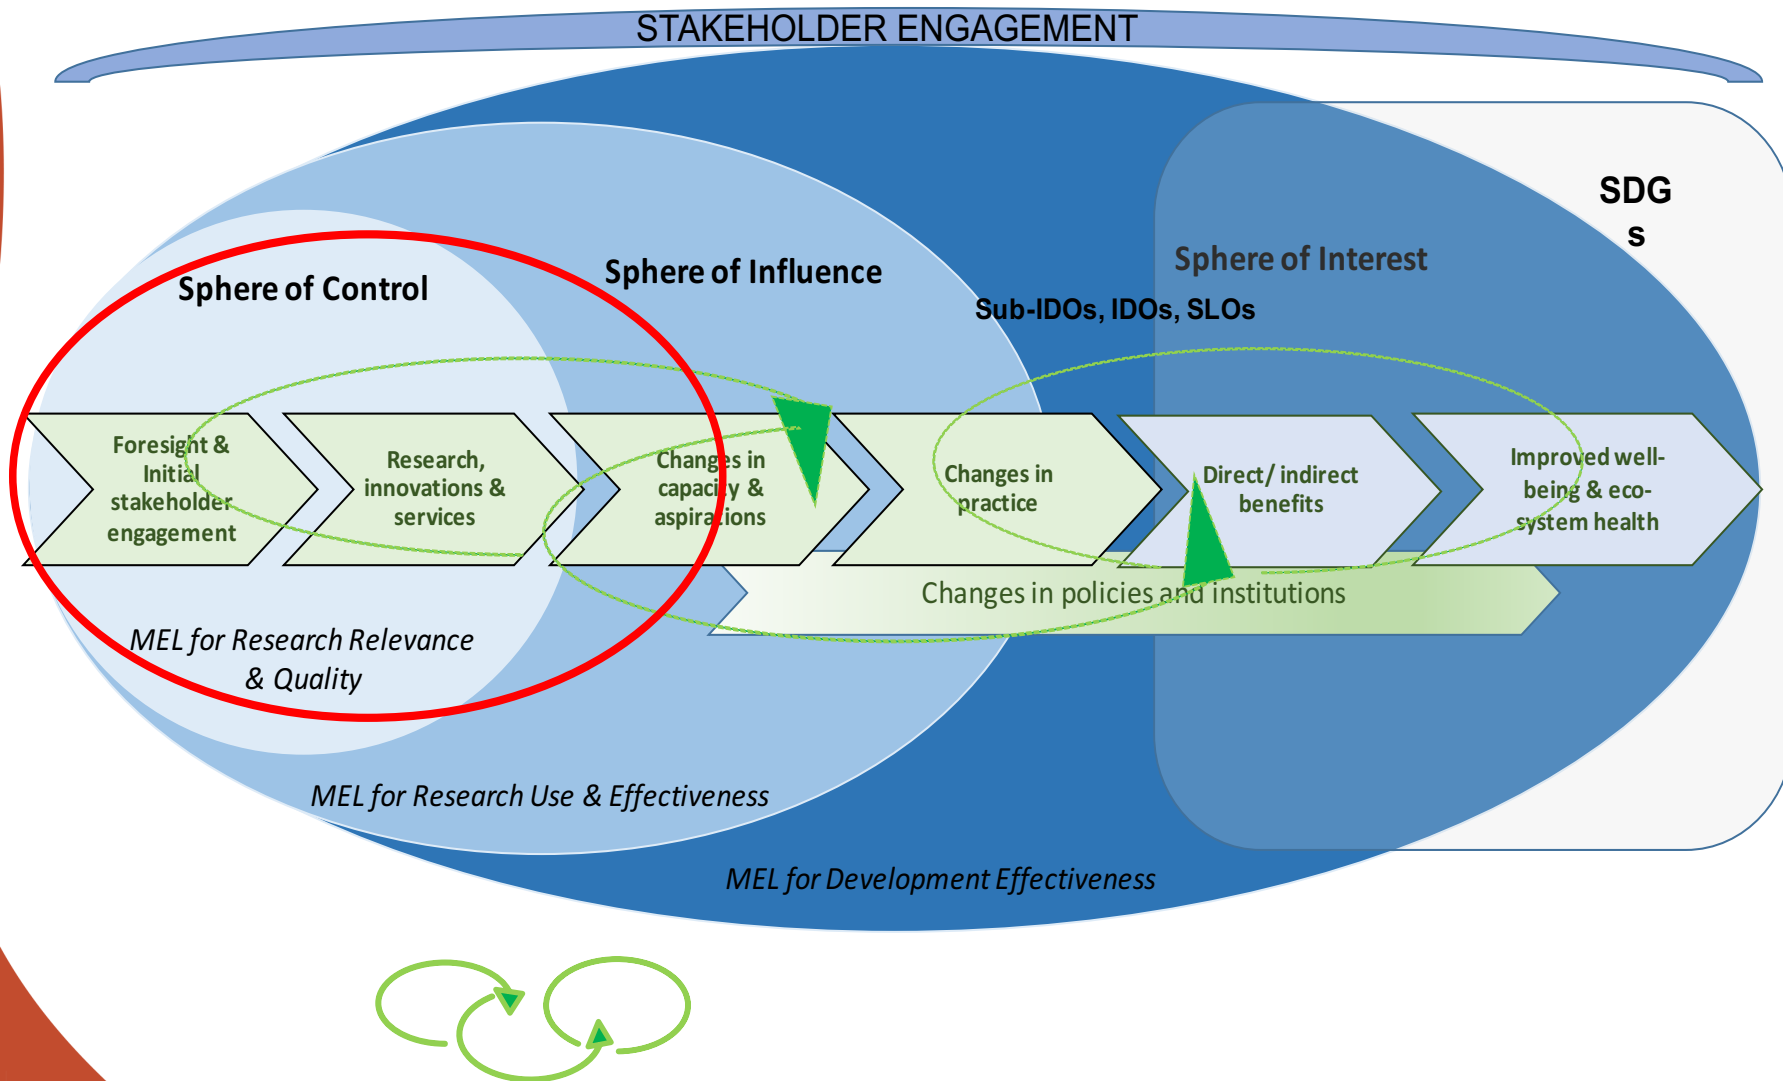 STAKEHOLDER ENGAGEMENT
SDG
s
Sphere of Control
Sphere of Influence
Sphere of Interest
Sub-IDOs, IDOs, SLOs
Foresight &
Initial
stakeholder
engagement
Research,
innovations &
services
Changes in
capacity &
aspirations
Changes in
practice
Direct/ indirect
benefits
Improved well-
being & eco-
system health
Changes in policies and institutions
MEL for Research Relevance
& Quality
MEL for Research Use & Effectiveness
MEL for Development Effectiveness